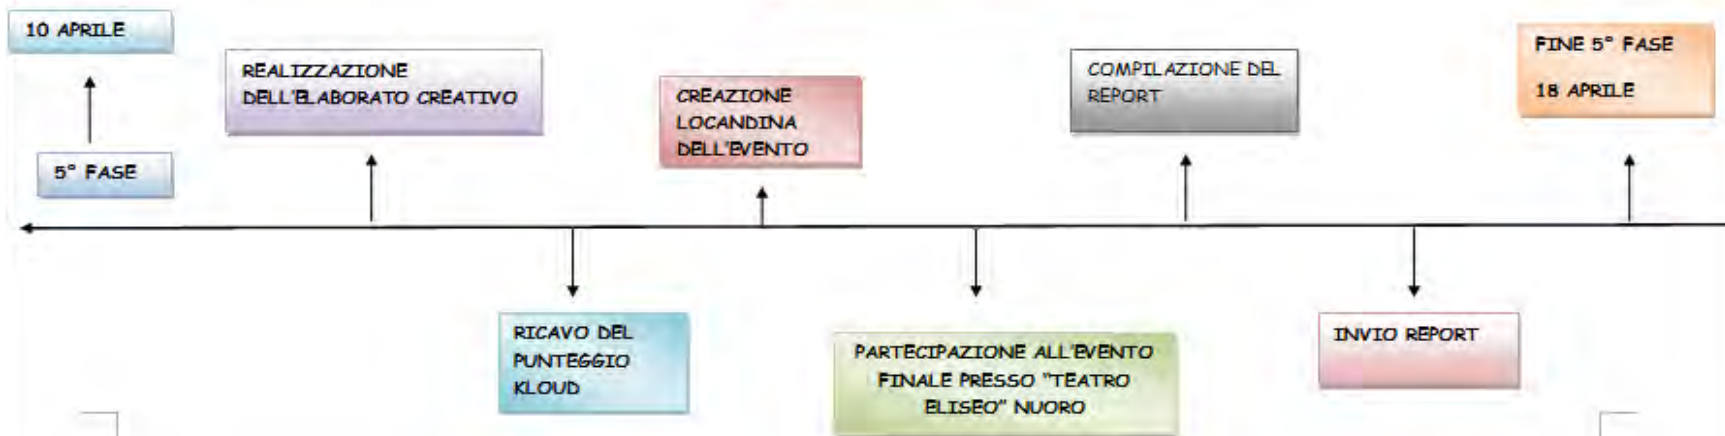 10 APRILE
5° FASE
REALIZZAZIONE
DELL'ELABORATO CREATIVO
RICAVO DEL
PUNTEGGIO
KLOUD
CREAZIONE
LOCANDINA
DELL'EVENTO
PARTECIPAZIONE ALL'EVENTO
FINALE PRESSO "TEATRO
ELISEO" NUORO
COMPILAZIONE DEL
REPORT
INVIO REPORT
FINE 5° FASE
18 APRILE